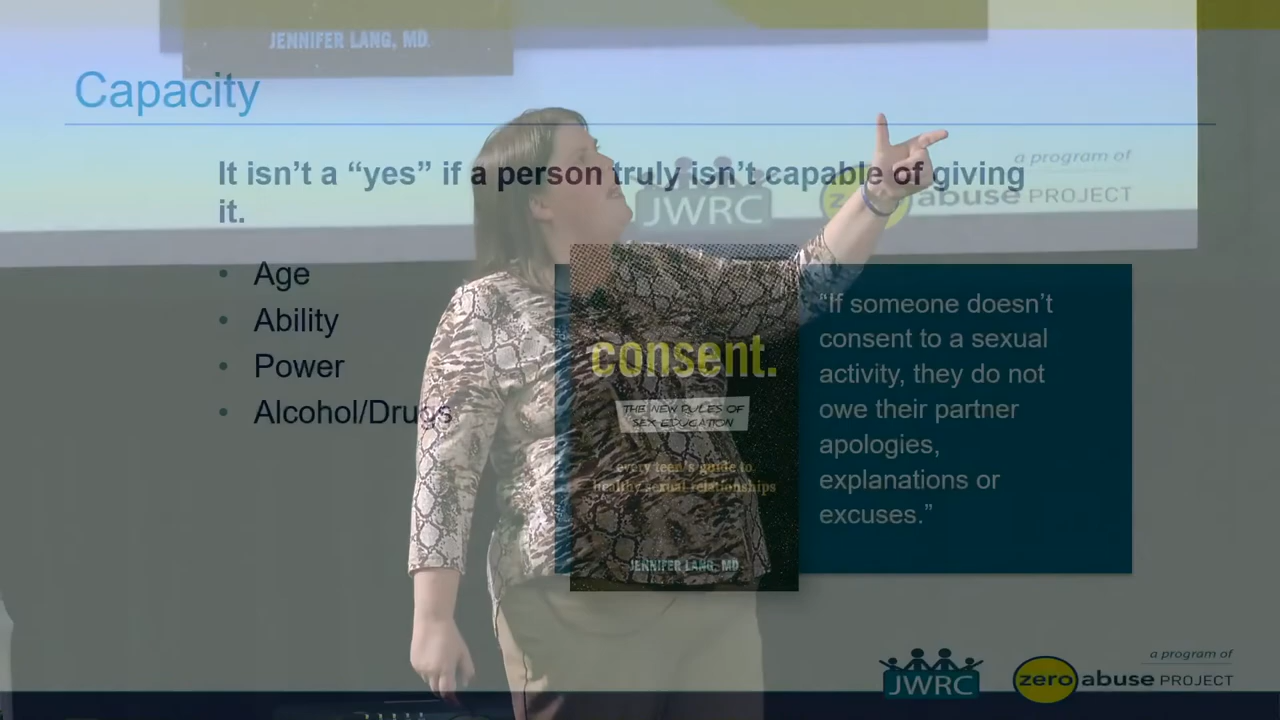 JENNIFER LANG, MD
Capacity
It isn't a “yes” if a person truly isn't capable of giving
it.
a program of
JWRC
zero abuse PROJECT
• Age
• Ability
• Power
• Alcohol/Drugs
consent.
THE NEW RULES OF
SEX EDUCATION
every teen's guide to
healthy sexual relationships
JENNIFER LANG, MD
“If someone doesn't
consent to a sexual
activity, they do not
owe their partner
apologies,
explanations or
excuses.”
a program of
JWRC
zero abuse PROJECT